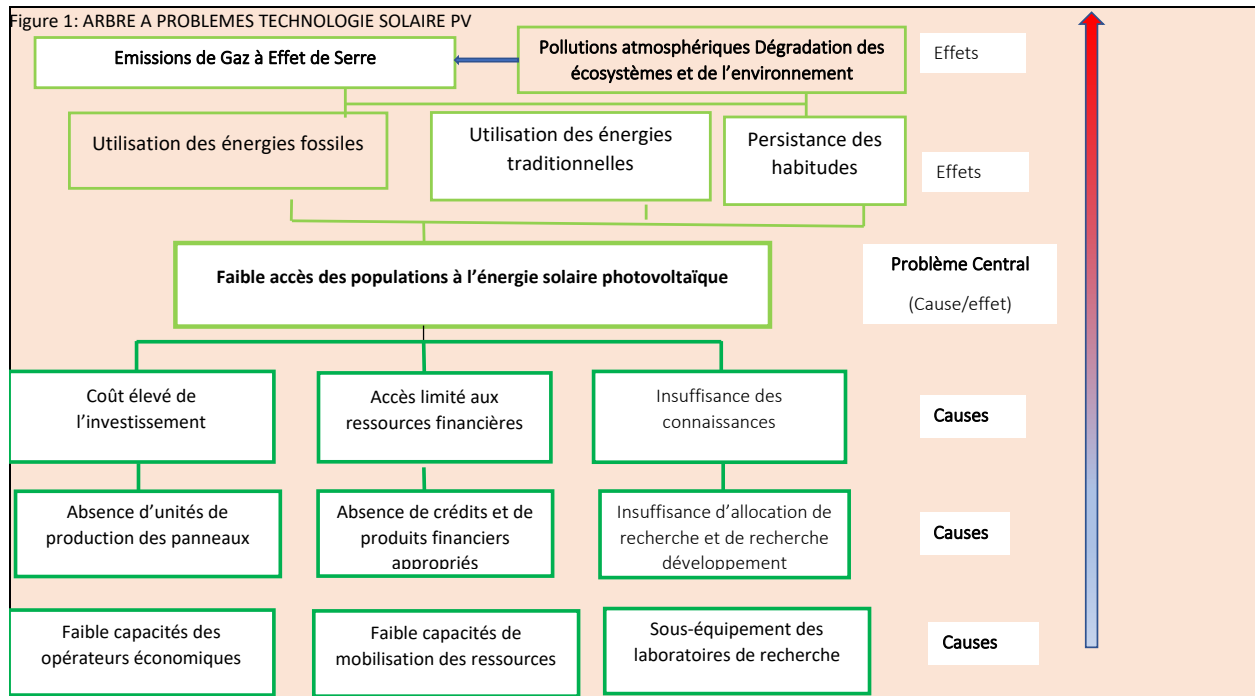 Figure 1: ARBRE A PROBLEMES TECHNOLOGIE SOLAIRE PV
Emissions de Gaz à Effet de Serre
Pollutions atmosphériques Dégradation des
écosystèmes et de l'environnement
Effets
Utilisation des énergies fossiles
Utilisation des énergies
traditionnelles
Persistance des
habitudes
Effets
Faible accès des populations à l'énergie solaire photovoltaïque
Problème Central
(Cause/effet)
Coût élevé de
l'investissement
Accès limité aux
ressources financières
Insuffisance des
connaissances
Causes
Absence d'unités de
production des panneaux
Absence de crédits et de
produits financiers
appropriés
Insuffisance d'allocation de
recherche et de recherche
développement
Causes
Faible capacités des
opérateurs économiques
Faible capacités de
mobilisation des ressources
Sous-équipement des
laboratoires de recherche
Causes